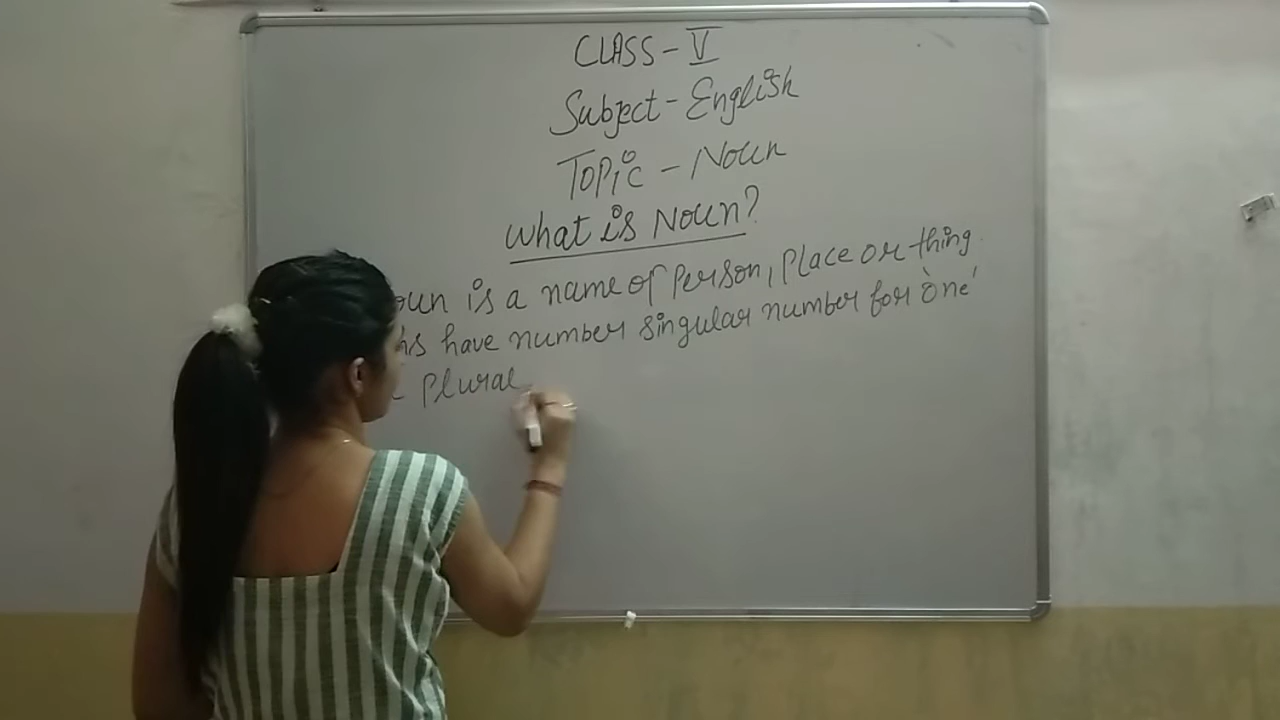 CLASS - V
Subject - English
Topic - Noun
What is Noun?
is a name of person, place or thing.
have number singular number for 'one'
plural